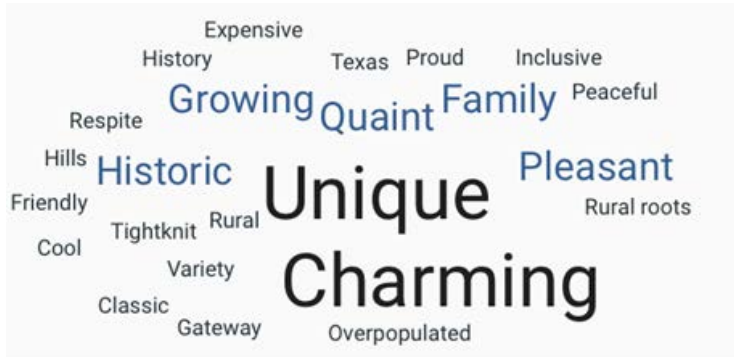 Expensive
History
Texas
Proud
Inclusive
Growing
Quaint
Family
Peaceful
Respite
Hills
Historic
Unique
Pleasant
Friendly
Tightknit
Rural
Rural roots
Cool
Variety
Charming
Classic
Gateway
Overpopulated